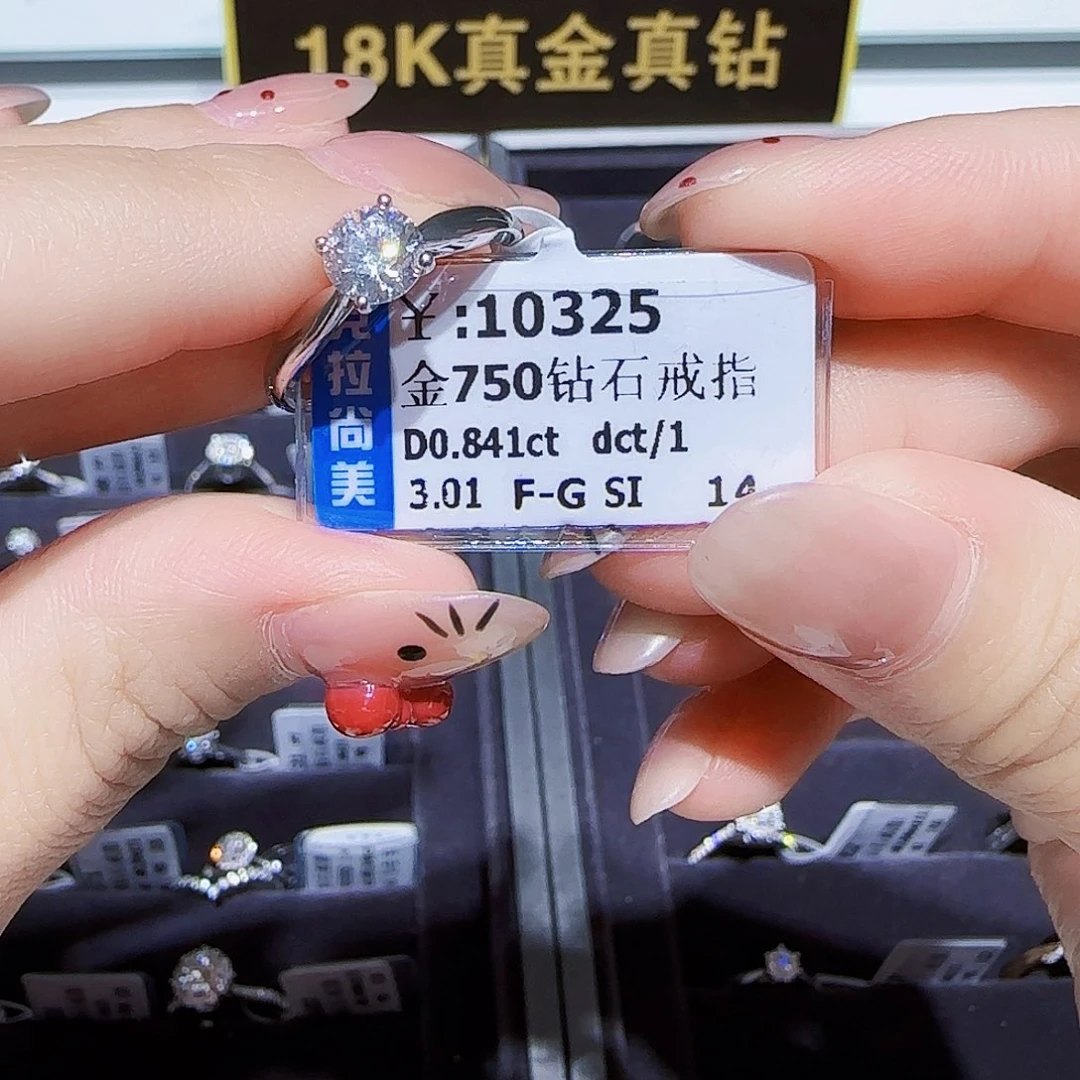 18K真金真钻
克拉尚美
¥:10325
金750钻石戒指
D0.841ct dct/1
3.01 F-G SI 14